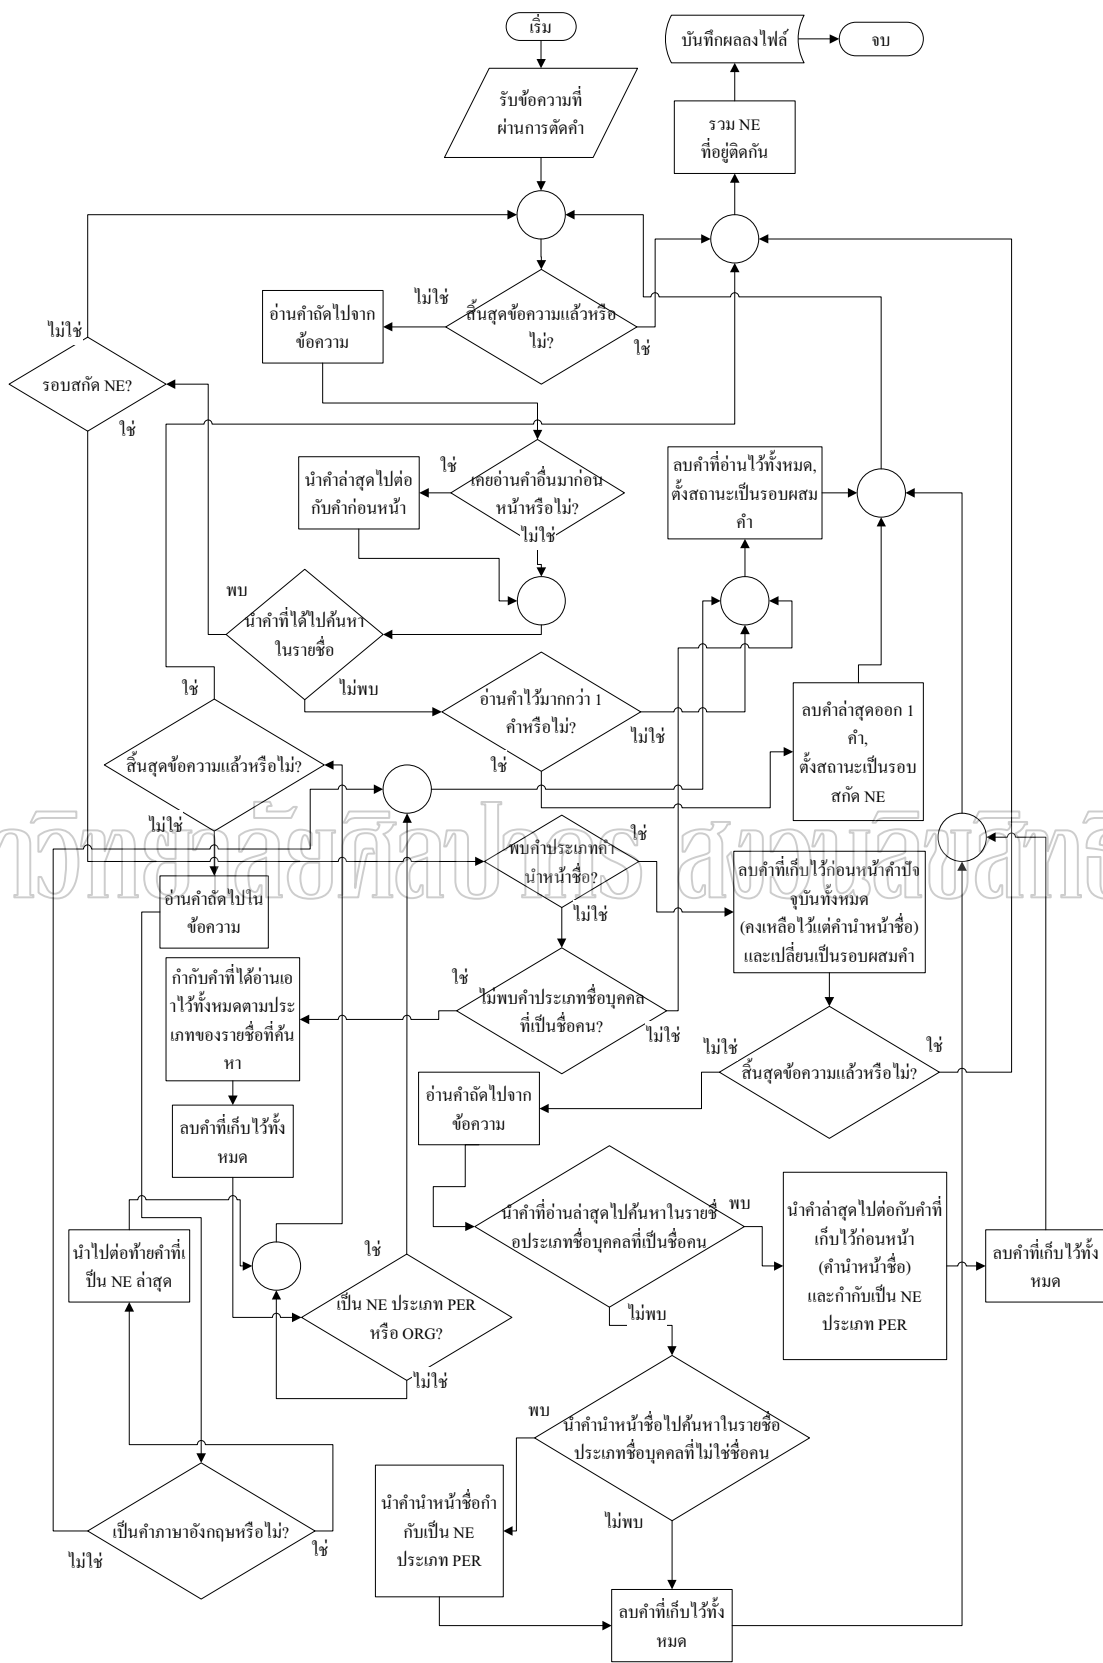 เริ่ม
บันทึกผลลงไฟล์
จบ
รับข้อความที่
ผ่านการตัดคำ
รวม NE
ที่อยู่ติดกัน
ไม่ใช่
อ่านคำถัดไปจาก
ข้อความ
สิ้นสุดข้อความแล้วหรือ
ไม่?
ใช่
ไม่ใช่
รอบสกัด NE?
ใช่
ใช่
นำคำล่าสุดไปต่อ
กับคำก่อนหน้า
เคยอ่านคำอื่นมาก่อน
หน้าหรือไม่?
ไม่ใช่
ลบคำที่อ่านไว้ทั้งหมด,
ตั้งสถานะเป็นรอบผสม
คำ
พบ
นำคำที่ได้ไปค้นหา
ในรายชื่อ
ไม่พบ
อ่านคำไว้มากกว่า 1
คำหรือไม่?
ไม่ใช่
ใช่
ลบคำล่าสุดออก 1
คำ,
ตั้งสถานะเป็นรอบ
สกัด NE
ใช่
สิ้นสุดข้อความแล้วหรือไม่?
ไม่ใช่
มหาวิทยาลัยศิลปากร สงวนลิขสิทธิ์
อ่านคำถัดไปใน
ข้อความ
พบคำประเภทคำ
นำหน้าชื่อ?
ใช่
ไม่ใช่
ลบคำที่เก็บไว้ก่อนหน้าคำปัจ
จุบันทั้งหมด
(คงเหลือไว้แต่คำนำหน้าชื่อ)
และเปลี่ยนเป็นรอบผสมคำ
กำกับคำที่ได้อ่านเอ
าไว้ทั้งหมดตามประ
เภทของรายชื่อที่ค้น
หา
ใช่
ไม่พบคำประเภทชื่อบุคคล
ที่เป็นชื่อคน?
ไม่ใช่
ไม่ใช่
สิ้นสุดข้อความแล้วหรือไม่?
ใช่
ลบคำที่เก็บไว้ทั้ง
หมด
อ่านคำถัดไปจาก
ข้อความ
นำคำที่อ่านล่าสุดไปค้นหาในรายชื่
อประเภทชื่อบุคคลที่เป็นชื่อคน
พบ
ไม่พบ
นำคำล่าสุดไปต่อกับคำที่
เก็บไว้ก่อนหน้า
(คำนำหน้าชื่อ)
และกำกับเป็น NE
ประเภท PER
ลบคำที่เก็บไว้ทั้ง
หมด
นำไปต่อท้ายคำที่เ
ป็น NE ล่าสุด
ใช่
เป็น NE ประเภท PER
หรือ ORG?
ไม่ใช่
พบ
นำคำนำหน้าชื่อไปค้นหาในรายชื่อ
ประเภทชื่อบุคคลที่ไม่ใช่ชื่อคน
ไม่พบ
นำคำนำหน้าชื่อกำ
กับเป็น NE
ประเภท PER
เป็นคำภาษาอังกฤษหรือไม่?
ไม่ใช่
ใช่
ลบคำที่เก็บไว้ทั้ง
หมด